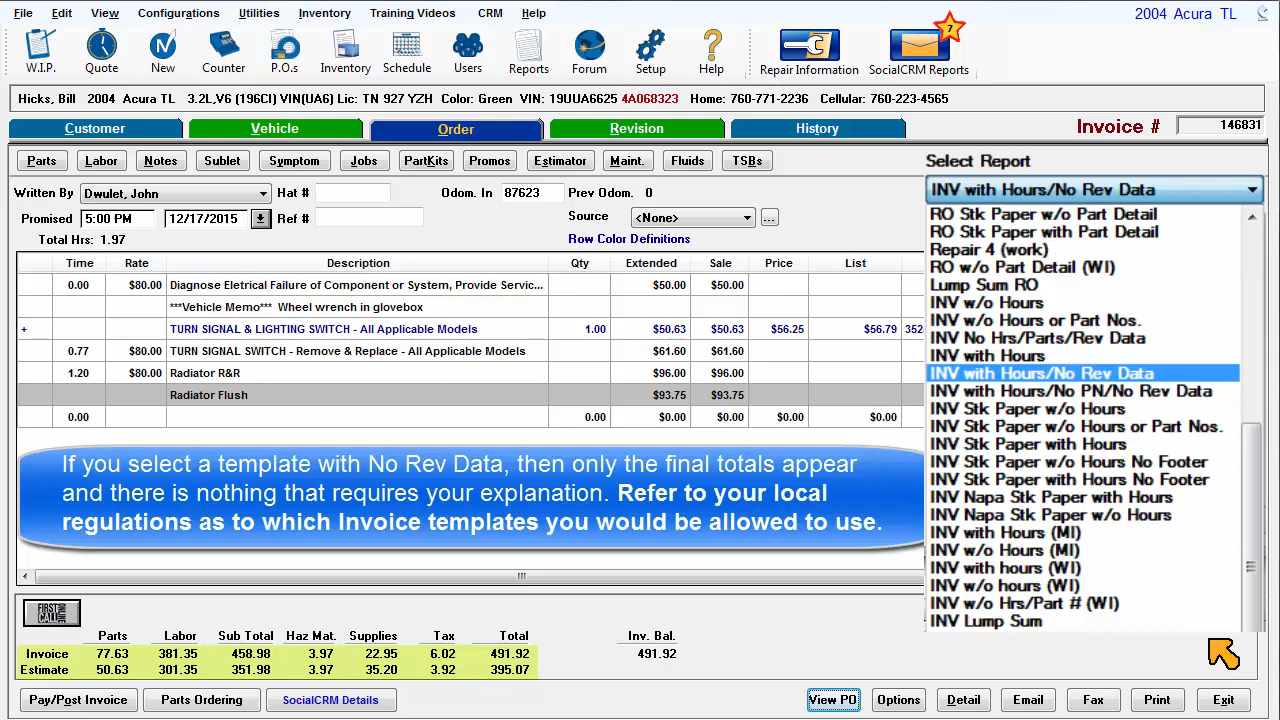 File Edit View Configurations Utilities Inventory Training Videos CRM Help 2004 Acura TL
7
W.I.P. Quote New Counter P.O.s Inventory Schedule Users Reports Forum Setup Help Repair Information SocialCRM Reports
Hicks, Bill 2004 Acura TL 3.2L,V6 (196CI) VIN(UA6) Lic: TN 927 YZH Color: Green VIN: 19UUA6625 4A068323 Home: 760-771-2236 Cellular: 760-223-4565
Customer Vehicle Order Revision History Invoice # 146831
Parts Labor Notes Sublet Symptom Jobs PartKits Promos Estimator Maint. Fluids TSBs
Select Report
Written By Dwulet, John Hat # Odom. In 87623 Prev Odom. 0
INV with Hours/No Rev Data
Promised 5:00 PM 12/17/2015 Ref # Source <None> ...
Total Hrs: 1.97 Row Color Definitions
Time Rate Description Qty Extended Sale Price List
0.00 $80.00 Diagnose Eletrical Failure of Component or System, Provide Servic... $50.00 $50.00
***Vehicle Memo*** Wheel wrench in glovebox
+ TURN SIGNAL & LIGHTING SWITCH - All Applicable Models 1.00 $50.63 $50.63 $56.25 $56.79 352
0.77 $80.00 TURN SIGNAL SWITCH - Remove & Replace - All Applicable Models $61.60 $61.60
1.20 $80.00 Radiator R&R $96.00 $96.00
Radiator Flush $93.75 $93.75
0.00 0.00 $0.00 $0.00 $0.00 $0.00
RO Stk Paper w/o Part Detail
RO Stk Paper with Part Detail
Repair 4 (work)
RO w/o Part Detail (WI)
Lump Sum RO
INV w/o Hours
INV w/o Hours or Part Nos.
INV No Hrs/Parts/Rev Data
INV with Hours
INV with Hours/No Rev Data
INV with Hours/No PN/No Rev Data
INV Stk Paper w/o Hours
INV Stk Paper w/o Hours or Part Nos.
INV Stk Paper with Hours
INV Stk Paper w/o Hours No Footer
INV Stk Paper with Hours No Footer
INV Napa Stk Paper with Hours
INV Napa Stk Paper w/o Hours
INV with Hours (MI)
INV w/o Hours (MI)
INV with hours (WI)
INV w/o hours (WI)
INV w/o Hrs/Part # (WI)
INV Lump Sum
If you select a template with No Rev Data, then only the final totals appear
and there is nothing that requires your explanation. Refer to your local
regulations as to which Invoice templates you would be allowed to use.
FIRST
CALL
Parts Labor Sub Total Haz Mat. Supplies Tax Total Inv. Bal.
Invoice 77.63 381.35 458.98 3.97 22.95 6.02 491.92 491.92
Estimate 50.63 301.35 351.98 3.97 35.20 3.92 395.07
Pay/Post Invoice Parts Ordering SocialCRM Details View PO Options Detail Email Fax Print Exit